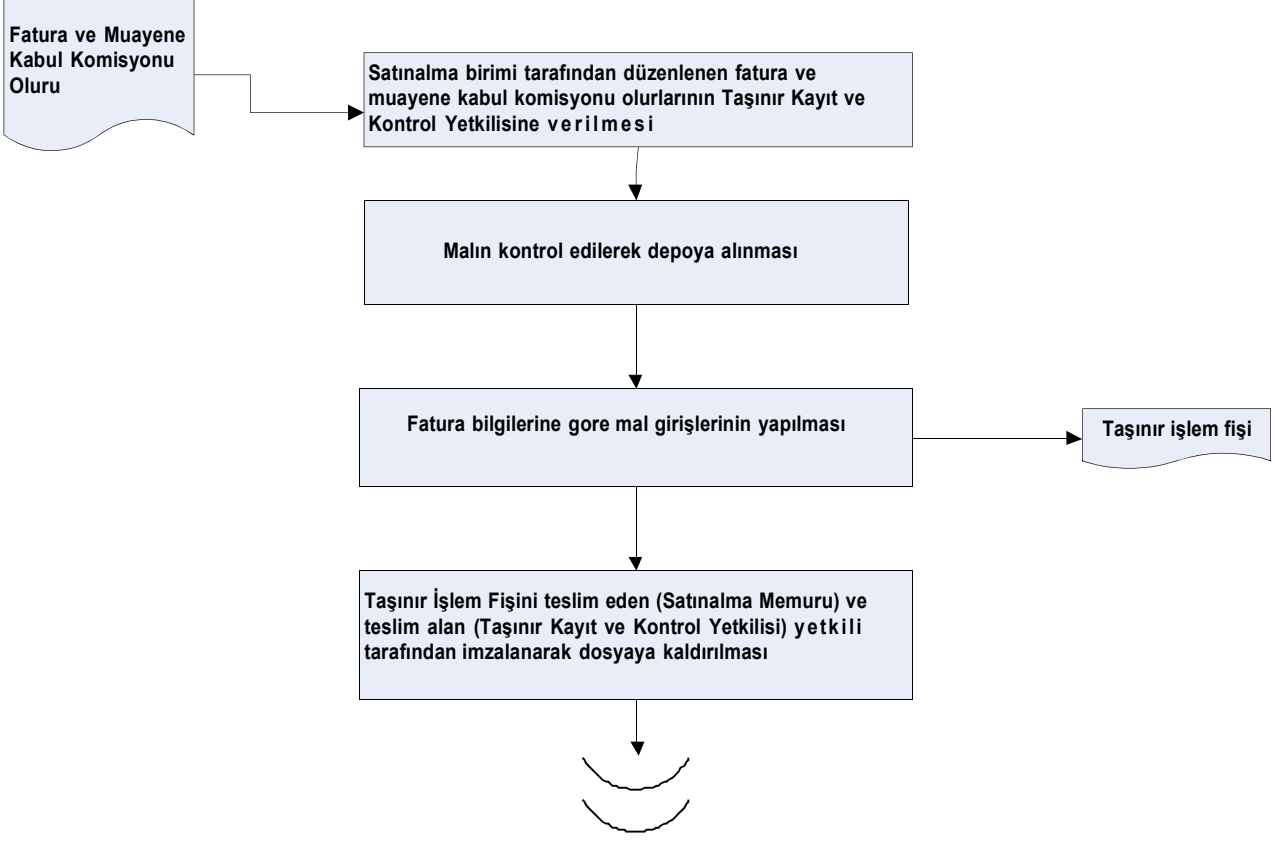 Fatura ve Muayene
Kabul Komisyonu
Oluru
Satınalma birimi tarafından düzenlenen fatura ve
muayene kabul komisyonu olurlarının Taşınır Kayıt ve
Kontrol Yetkilisine verilmesi
Malın kontrol edilerek depoya alınması
Fatura bilgilerine gore mal girişlerinin yapılması
Taşınır işlem fişi
Taşınır İşlem Fişini teslim eden (Satınalma Memuru) ve
teslim alan (Taşınır Kayıt ve Kontrol Yetkilisi) yetkili
tarafından imzalanarak dosyaya kaldırılması